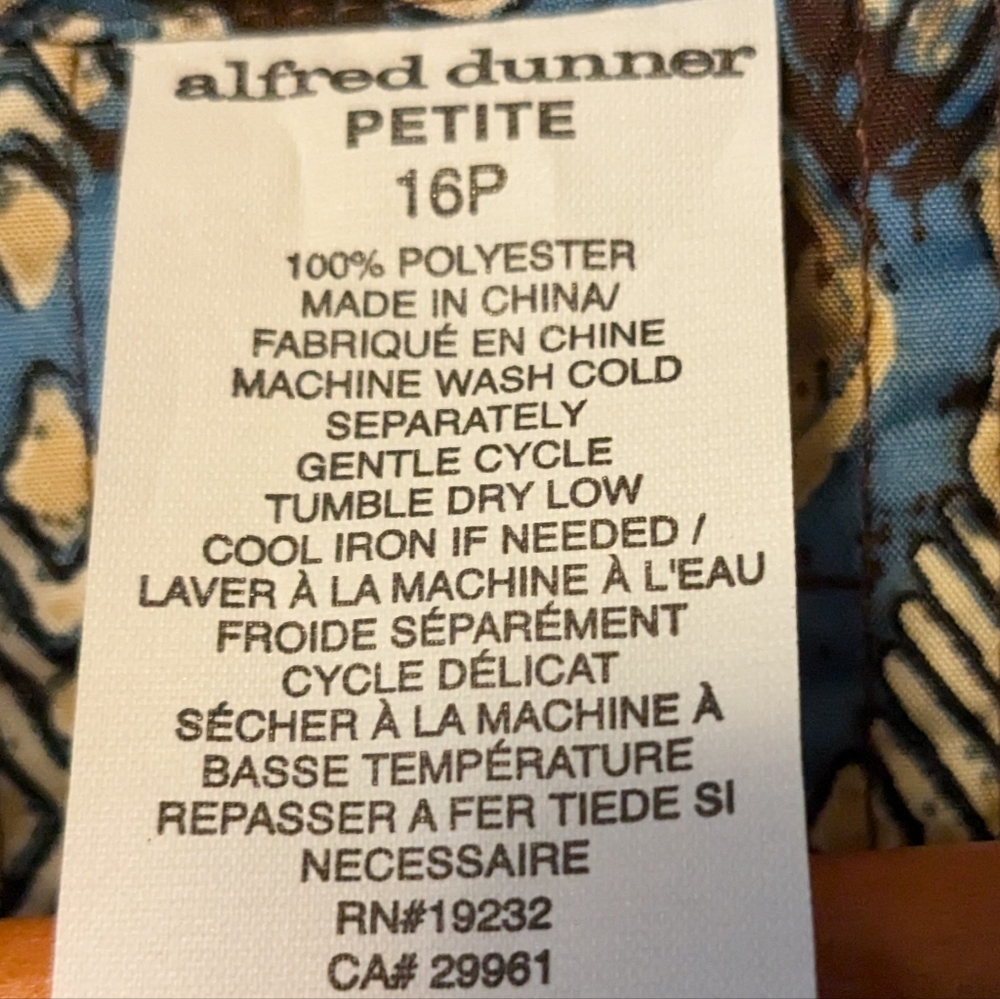 alfred dunner
PETITE
16P
100% POLYESTER
MADE IN CHINA/
FABRIQUÉ EN CHINE
MACHINE WASH COLD
SEPARATELY
GENTLE CYCLE
TUMBLE DRY LOW
COOL IRON IF NEEDED /
LAVER À LA MACHINE À L'EAU
FROIDE SÉPARÉMENT
CYCLE DÉLICAT
SÉCHER À LA MACHINE À
BASSE TEMPÉRATURE
REPASSER A FER TIEDE SI
NECESSAIRE
RN#19232
CA# 29961